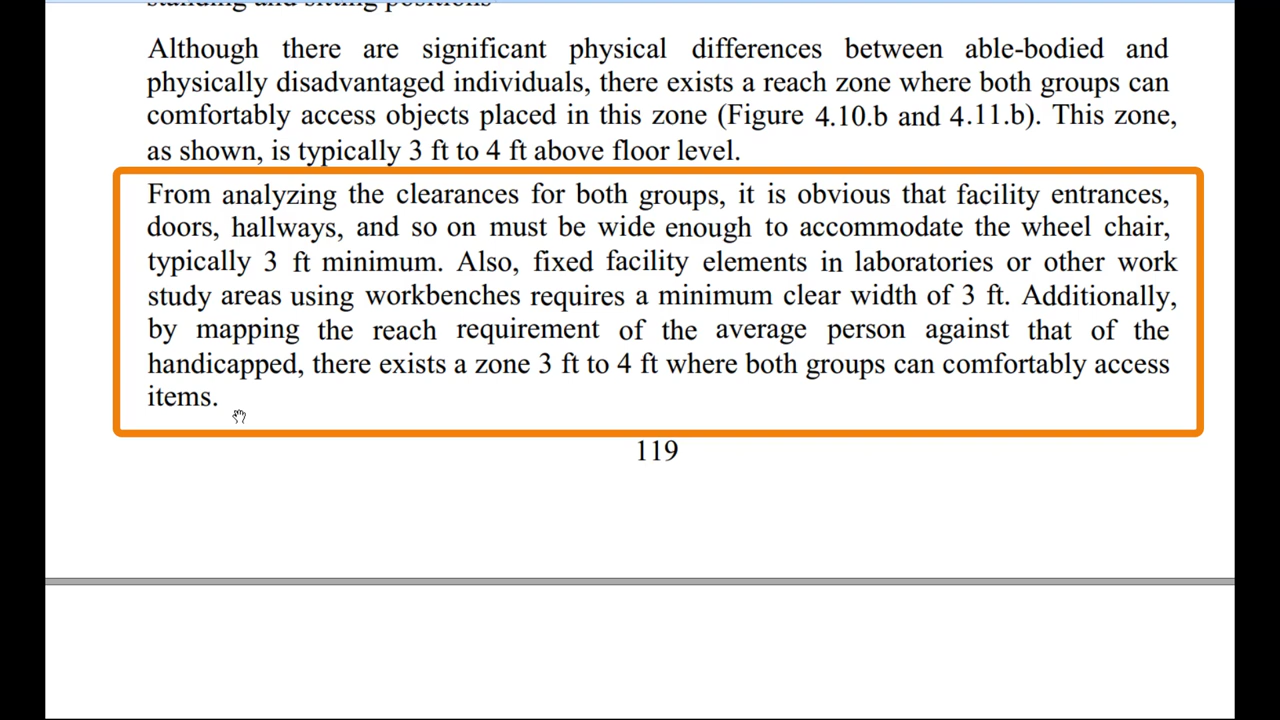 standing and sitting positions
Although there are significant physical differences between able-bodied and
physically disadvantaged individuals, there exists a reach zone where both groups can
comfortably access objects placed in this zone (Figure 4.10.b and 4.11.b). This zone,
as shown, is typically 3 ft to 4 ft above floor level.
From analyzing the clearances for both groups, it is obvious that facility entrances,
doors, hallways, and so on must be wide enough to accommodate the wheel chair,
typically 3 ft minimum. Also, fixed facility elements in laboratories or other work
study areas using workbenches requires a minimum clear width of 3 ft. Additionally,
by mapping the reach requirement of the average person against that of the
handicapped, there exists a zone 3 ft to 4 ft where both groups can comfortably access
items.
119